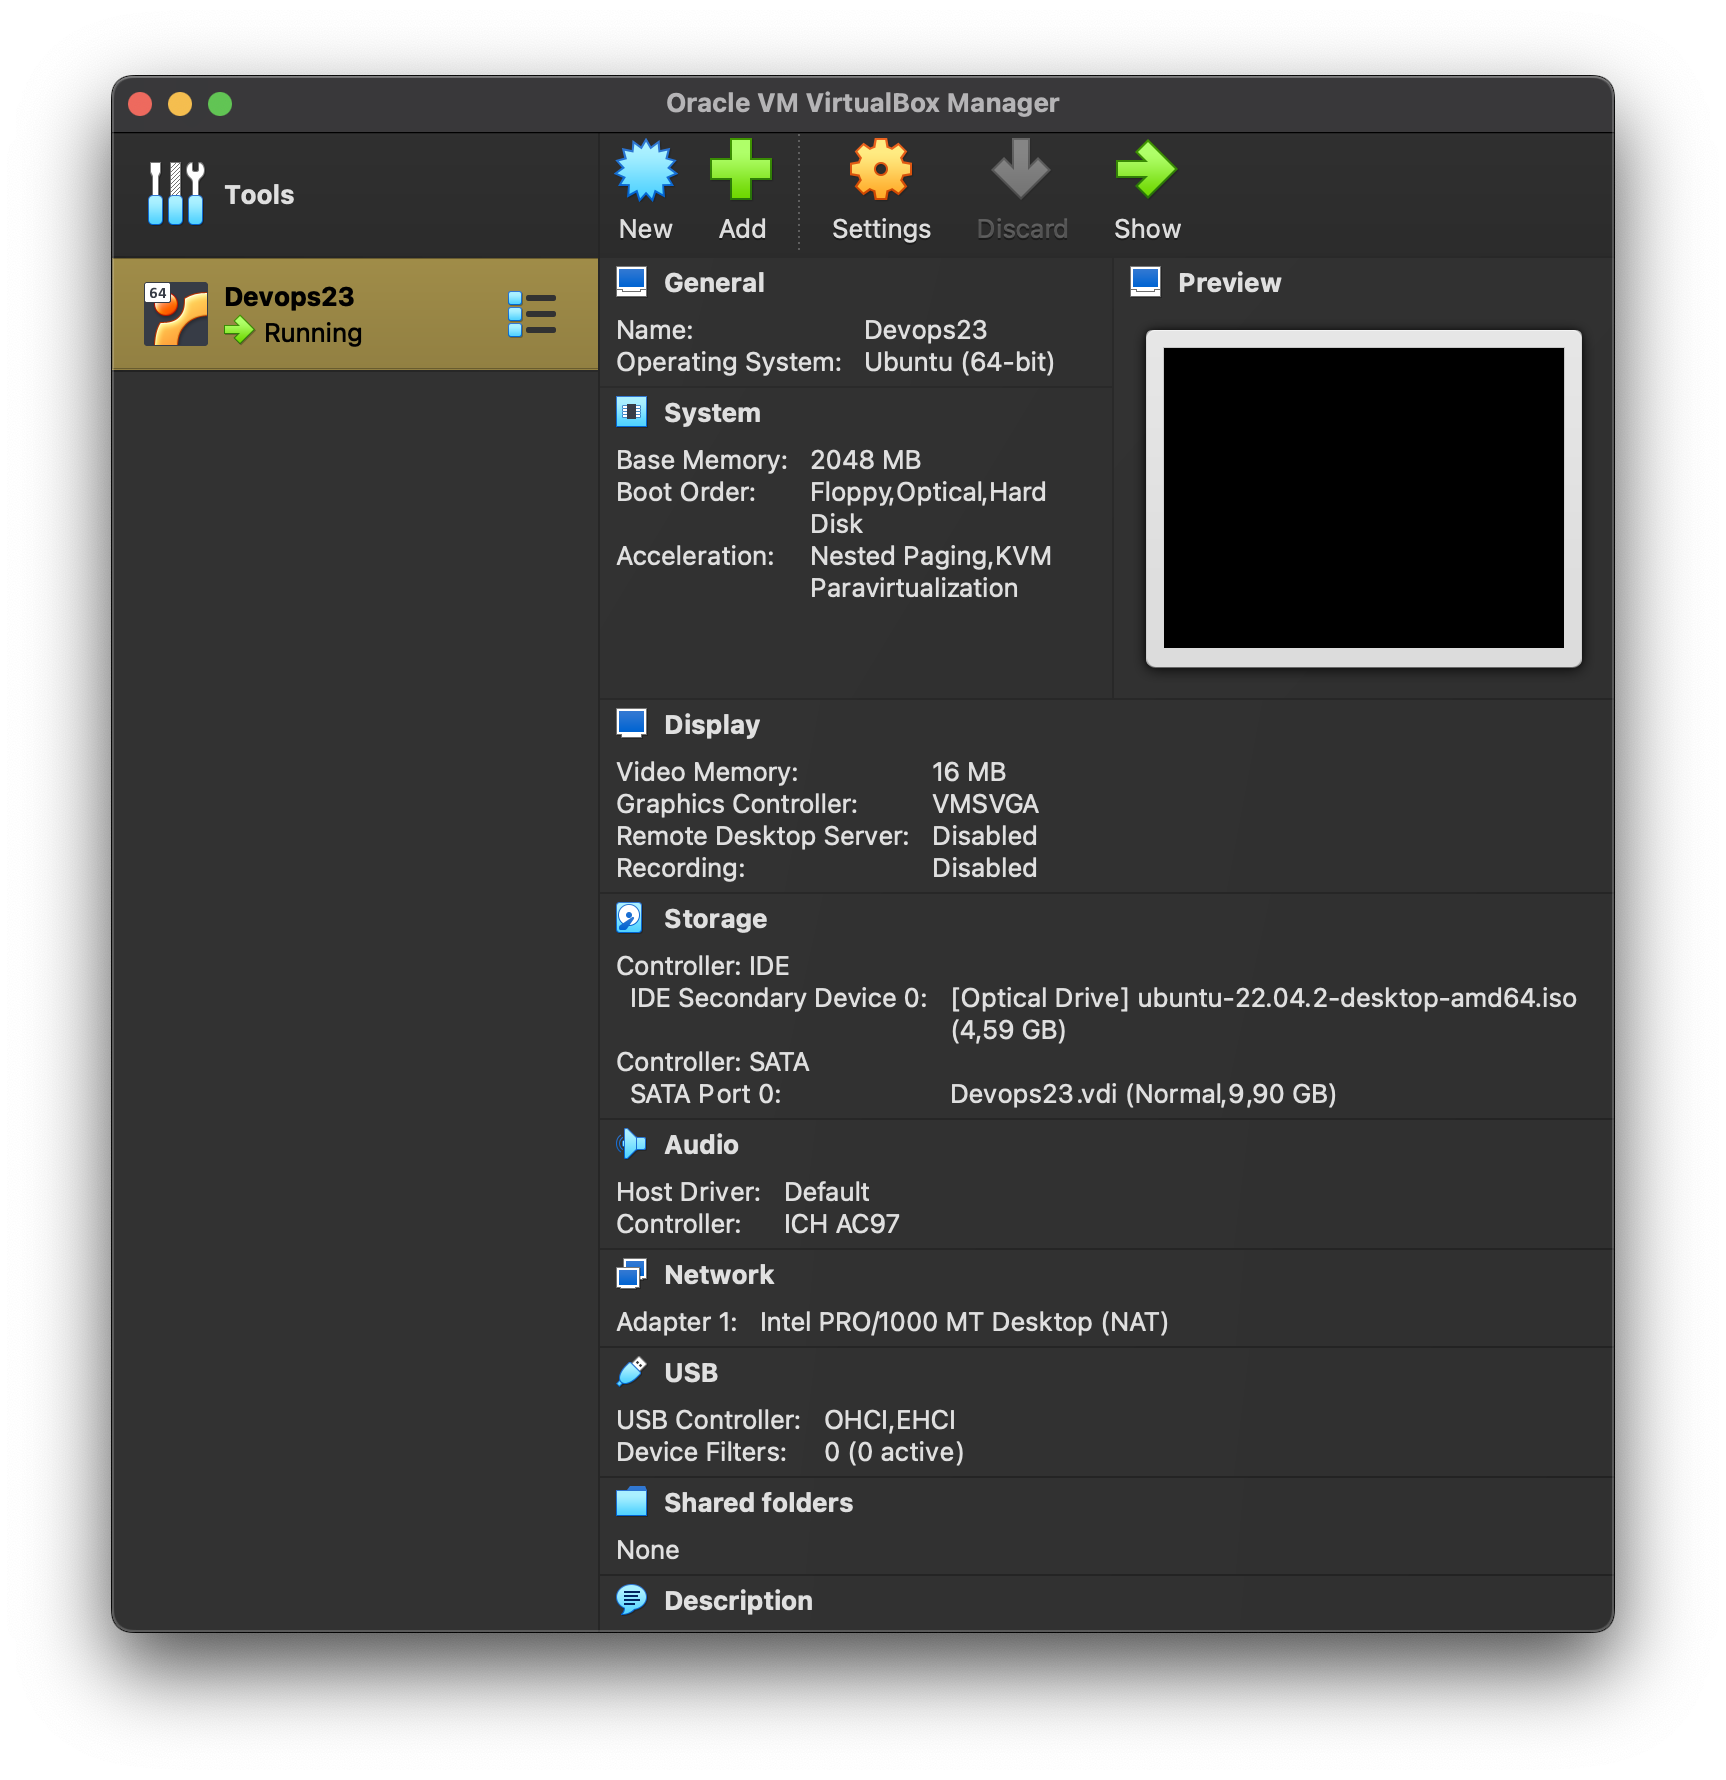 Oracle VM VirtualBox Manager
Tools
New Add Settings Discard Show
64
Devops23
Running
General
Name: Devops23
Operating System: Ubuntu (64-bit)
Preview
System
Base Memory: 2048 MB
Boot Order: Floppy,Optical,Hard
Disk
Acceleration: Nested Paging,KVM
Paravirtualization
Display
Video Memory: 16 MB
Graphics Controller: VMSVGA
Remote Desktop Server: Disabled
Recording: Disabled
Storage
Controller: IDE
IDE Secondary Device 0: [Optical Drive] ubuntu-22.04.2-desktop-amd64.iso
(4,59 GB)
Controller: SATA
SATA Port 0: Devops23.vdi (Normal,9,90 GB)
Audio
Host Driver: Default
Controller: ICH AC97
Network
Adapter 1: Intel PRO/1000 MT Desktop (NAT)
USB
USB Controller: OHCI,EHCI
Device Filters: 0 (0 active)
Shared folders
None
Description